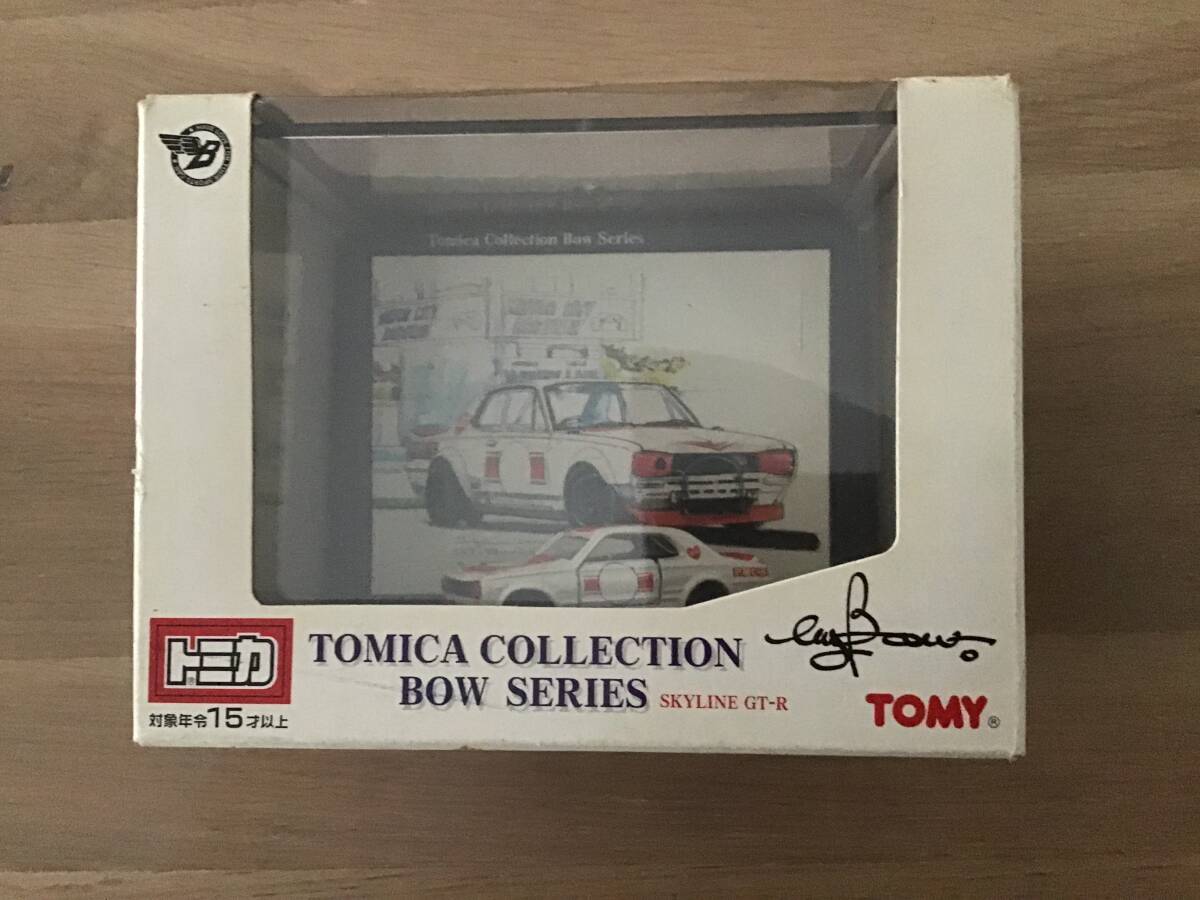 B
Tomica Collection Bow Series
トミカ®
対象年令15才以上
TOMICA COLLECTION
BOW SERIES
SKYLINE GT-R
TOMY®